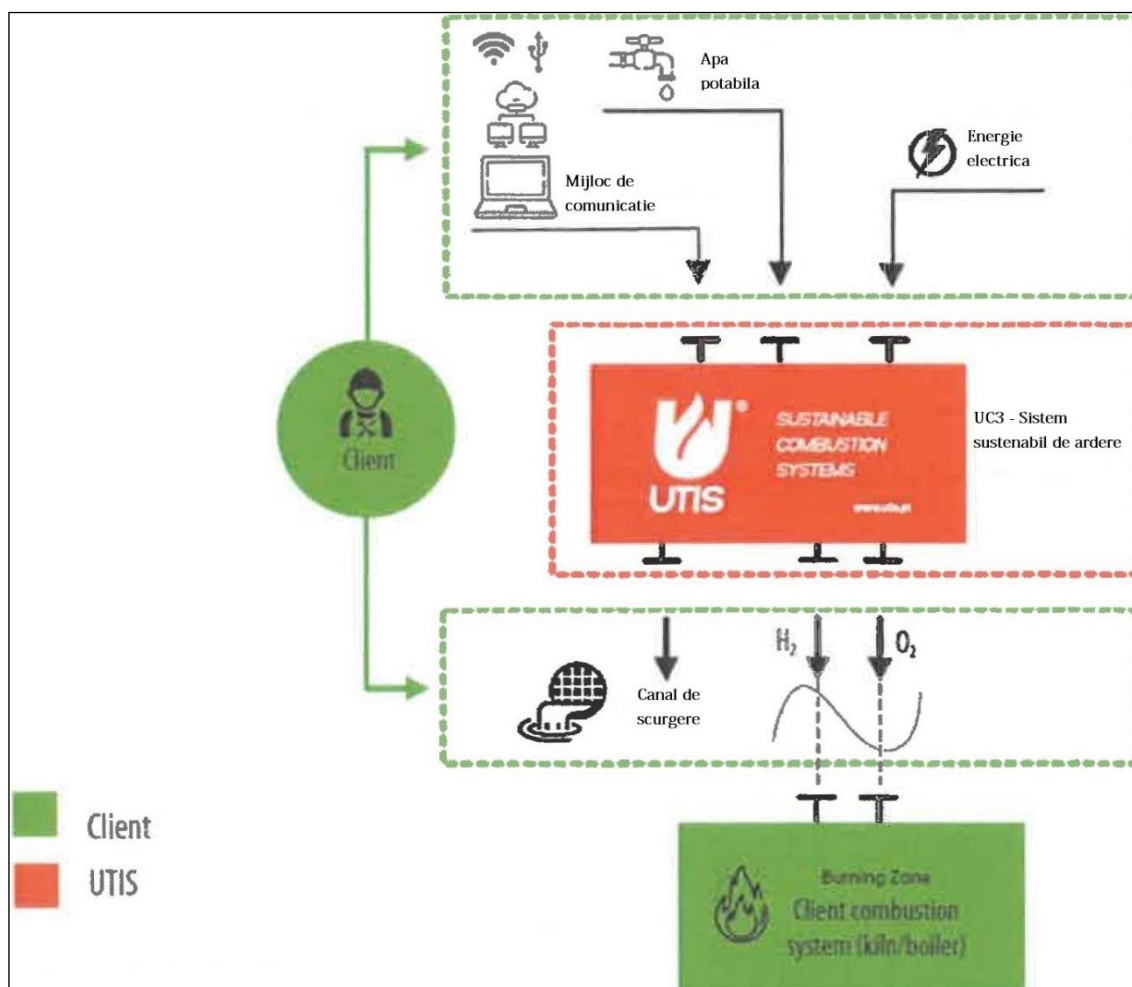 Apa
potabila
Energie
electrica
Mijloc de
comunicatie
Client
UTIS
SUSTAINABLE
COMBUSTION
SYSTEMS
UC3 - Sistem
sustenabil de ardere
H₂
O₂
Canal de
scurgere
Client
UTIS
Burning Zone
Client combustion
system (kiln/boiler)